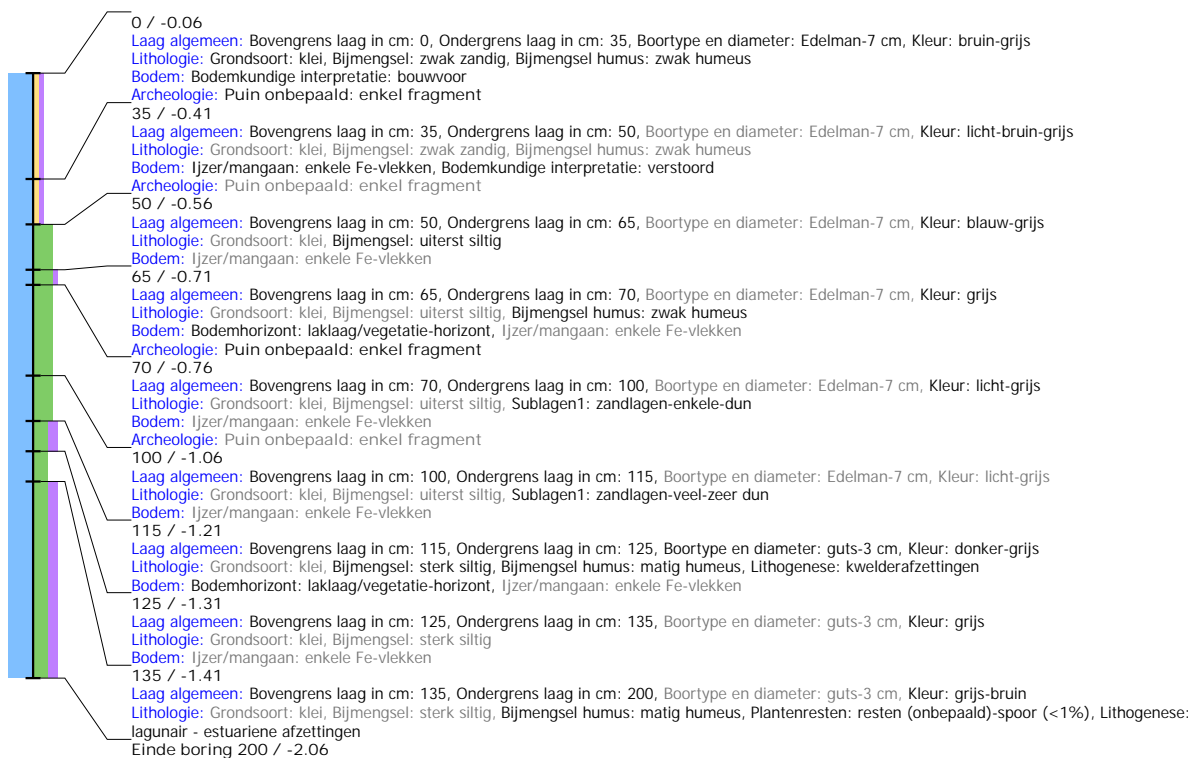 0 / -0.06
Laag algemeen: Bovengrens laag in cm: 0, Ondergrens laag in cm: 35, Boortype en diameter: Edelman-7 cm, Kleur: bruin-grijs
Lithologie: Grondsoort: klei, Bijmengsel: zwak zandig, Bijmengsel humus: zwak humeus
Bodem: Bodemkundige interpretatie: bouwvoor
Archeologie: Puin onbepaald: enkel fragment
35 / -0.41
Laag algemeen: Bovengrens laag in cm: 35, Ondergrens laag in cm: 50, Boortype en diameter: Edelman-7 cm, Kleur: licht-bruin-grijs
Lithologie: Grondsoort: klei, Bijmengsel: zwak zandig, Bijmengsel humus: zwak humeus
Bodem: Ijzer/mangaan: enkele Fe-vlekken, Bodemkundige interpretatie: verstoord
Archeologie: Puin onbepaald: enkel fragment
50 / -0.56
Laag algemeen: Bovengrens laag in cm: 50, Ondergrens laag in cm: 65, Boortype en diameter: Edelman-7 cm, Kleur: blauw-grijs
Lithologie: Grondsoort: klei, Bijmengsel: uiterst siltig
Bodem: Ijzer/mangaan: enkele Fe-vlekken
65 / -0.71
Laag algemeen: Bovengrens laag in cm: 65, Ondergrens laag in cm: 70, Boortype en diameter: Edelman-7 cm, Kleur: grijs
Lithologie: Grondsoort: klei, Bijmengsel: uiterst siltig, Bijmengsel humus: zwak humeus
Bodem: Bodemhorizont: laklaag/vegetatie-horizont, Ijzer/mangaan: enkele Fe-vlekken
Archeologie: Puin onbepaald: enkel fragment
70 / -0.76
Laag algemeen: Bovengrens laag in cm: 70, Ondergrens laag in cm: 100, Boortype en diameter: Edelman-7 cm, Kleur: licht-grijs
Lithologie: Grondsoort: klei, Bijmengsel: uiterst siltig, Sublagen1: zandlagen-enkele-dun
Bodem: Ijzer/mangaan: enkele Fe-vlekken
Archeologie: Puin onbepaald: enkel fragment
100 / -1.06
Laag algemeen: Bovengrens laag in cm: 100, Ondergrens laag in cm: 115, Boortype en diameter: Edelman-7 cm, Kleur: licht-grijs
Lithologie: Grondsoort: klei, Bijmengsel: uiterst siltig, Sublagen1: zandlagen-veel-zeer dun
Bodem: Ijzer/mangaan: enkele Fe-vlekken
115 / -1.21
Laag algemeen: Bovengrens laag in cm: 115, Ondergrens laag in cm: 125, Boortype en diameter: guts-3 cm, Kleur: donker-grijs
Lithologie: Grondsoort: klei, Bijmengsel: sterk siltig, Bijmengsel humus: matig humeus, Lithogenese: kwelderafzettingen
Bodem: Bodemhorizont: laklaag/vegetatie-horizont, Ijzer/mangaan: enkele Fe-vlekken
125 / -1.31
Laag algemeen: Bovengrens laag in cm: 125, Ondergrens laag in cm: 135, Boortype en diameter: guts-3 cm, Kleur: grijs
Lithologie: Grondsoort: klei, Bijmengsel: sterk siltig
Bodem: Ijzer/mangaan: enkele Fe-vlekken
135 / -1.41
Laag algemeen: Bovengrens laag in cm: 135, Ondergrens laag in cm: 200, Boortype en diameter: guts-3 cm, Kleur: grijs-bruin
Lithologie: Grondsoort: klei, Bijmengsel: sterk siltig, Bijmengsel humus: matig humeus, Plantenresten: resten (onbepaald)-spoor (<1%), Lithogenese:
lagunair - estuariene afzettingen
Einde boring 200 / -2.06